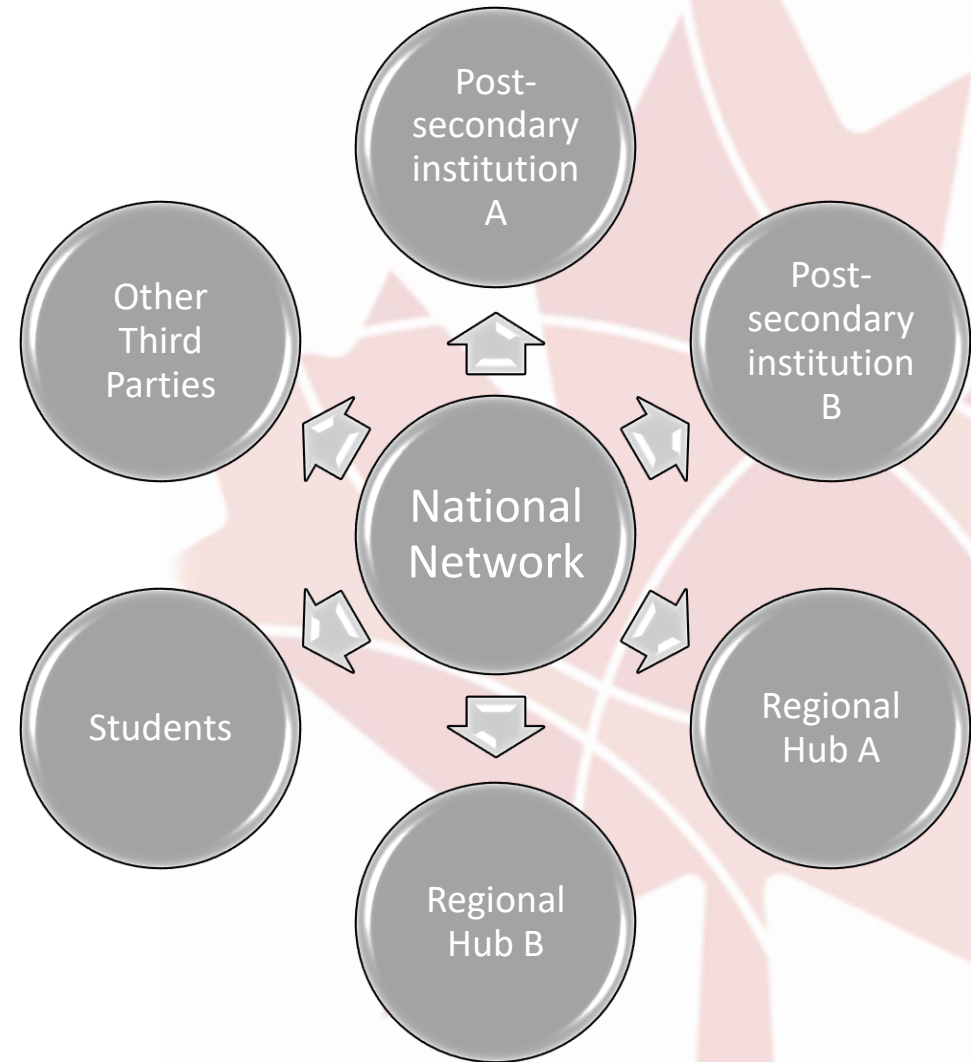 Post-
secondary
institution
A
Post-
secondary
institution
B
Other
Third
Parties
National
Network
Students
Regional
Hub A
Regional
Hub B